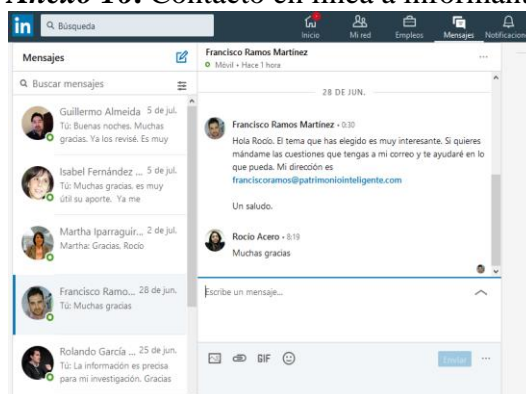 Anexo 10: Contacto en línea a informan
in
Búsqueda
Inicio
Mi red
Empleos
Mensajes
Notificacion
Mensajes
Buscar mensajes
Guillermo Almeida 5 de jul.
Tú: Buenas noches. Muchas
gracias. Ya los revisé. Es muy
Isabel Fernández ... 5 de jul.
Tú: Muchas gracias. es muy
útil su aporte. Ya me
Martha Iparraguir... 2 de jul.
Martha: Gracias. Rocío
Francisco Ramo... 28 de jun.
Tú: Muchas gracias
Rolando García ... 25 de jun.
Tú: La información es precisa
para mi investigación. Gracias
Francisco Ramos Martínez
Móvil • Hace 1 hora
28 DE JUN.
Francisco Ramos Martínez • 0:30
Hola Rocío. El tema que has elegido es muy interesante. Si quieres
mándame las cuestiones que tengas a mi correo y te ayudaré en lo
que pueda. Mi dirección es
franciscoramos@patrimoniointeligente.com
Un saludo.
Rocío Acero • 8:19
Muchas gracias
Escribe un mensaje...
GIF
Enviar